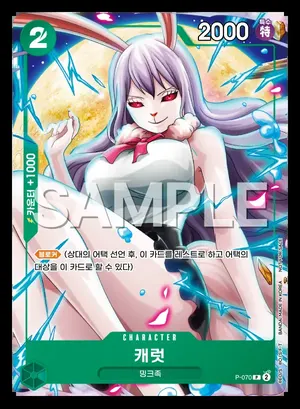 2
2000
特
카운터 +1000
SAMPLE
블로커 (상대의 어택 선언 후, 이 카드를 레스트로 하고 어택의
대상을 이 카드로 할 수 있다)
CHARACTER
캐럿
밍크족
P-070 P 2